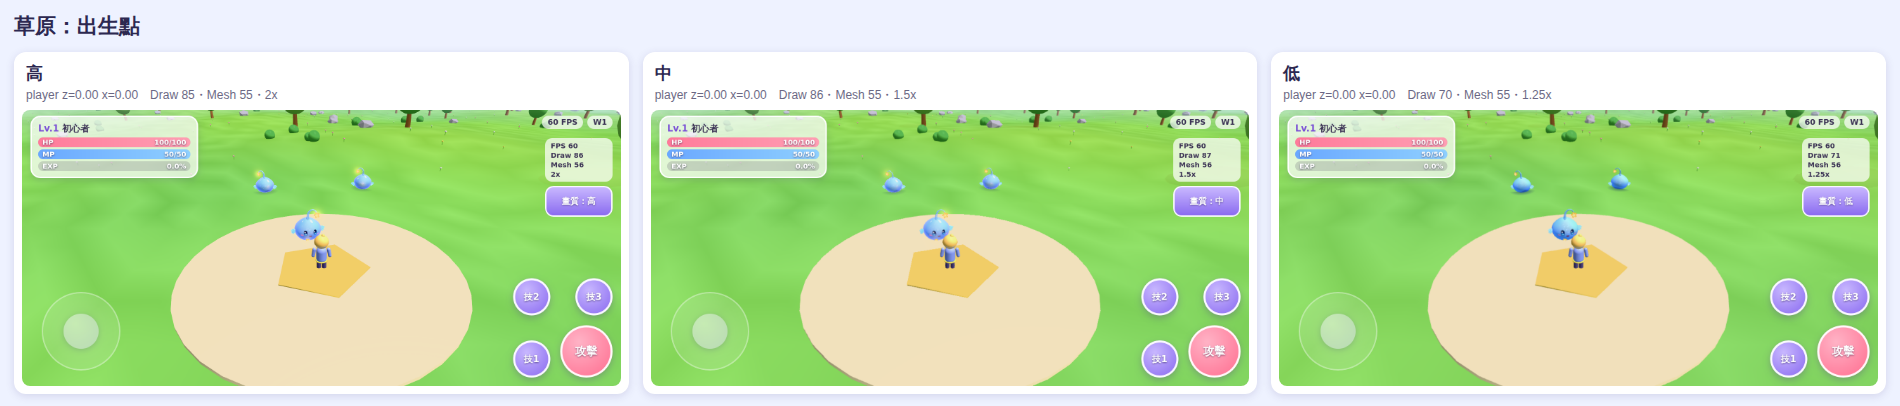 草原：出生點
高
player z=0.00 x=0.00 Draw 85・Mesh 55・2x
Lv.1 初心者
HP 100/100
MP 50/50
EXP 0.0%
60 FPS W1
FPS 60
Draw 86
Mesh 56
2x
畫質：高
技2 技3
技1 攻擊
中
player z=0.00 x=0.00 Draw 86・Mesh 55・1.5x
Lv.1 初心者
HP 100/100
MP 50/50
EXP 0.0%
60 FPS W1
FPS 60
Draw 87
Mesh 56
1.5x
畫質：中
技2 技3
技1 攻擊
低
player z=0.00 x=0.00 Draw 70・Mesh 55・1.25x
Lv.1 初心者
HP 100/100
MP 50/50
EXP 0.0%
60 FPS W1
FPS 60
Draw 71
Mesh 56
1.25x
畫質：低
技2 技3
技1 攻擊